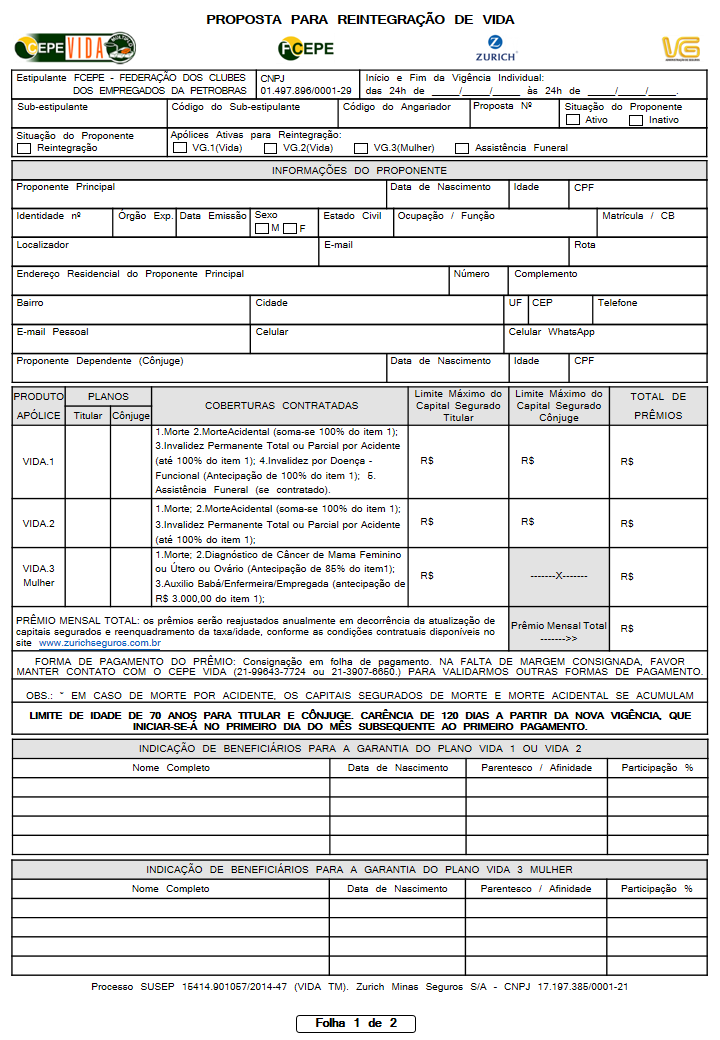 PROPOSTA PARA REINTEGRAÇÃO DE VIDA
CEPE VIDA
FCEPE
ZURICH
VG
Estipulante FCEPE - FEDERAÇÃO DOS CLUBES
DOS EMPREGADOS DA PETROBRAS
CNPJ
01.497.896/0001-29
Início e Fim da Vigência Individual:
das 24h de _____/_____/_____ às 24h de _____/_____/_____.
Sub-estipulante
Código do Sub-estipulante
Código do Angariador
Proposta Nº
Situação do Proponente
Ativo Inativo
Situação do Proponente
Reintegração
Apólices Ativas para Reintegração:
VG.1(Vida) VG.2(Vida) VG.3(Mulher) Assistência Funeral
INFORMAÇÕES DO PROPONENTE
Proponente Principal
Data de Nascimento
Idade
CPF
Identidade nº
Órgão Exp.
Data Emissão
Sexo
M F
Estado Civil
Ocupação / Função
Matrícula / CB
Localizador
E-mail
Rota
Endereço Residencial do Proponente Principal
Número
Complemento
Bairro
Cidade
UF
CEP
Telefone
E-mail Pessoal
Celular
Celular WhatsApp
Proponente Dependente (Cônjuge)
Data de Nascimento
Idade
CPF
PRODUTO
APÓLICE
PLANOS
Titular
Cônjuge
COBERTURAS CONTRATADAS
Limite Máximo do
Capital Segurado
Titular
Limite Máximo do
Capital Segurado
Cônjuge
TOTAL DE
PRÊMIOS
VIDA.1
1.Morte 2.MorteAcidental (soma-se 100% do item 1);
3.Invalidez Permanente Total ou Parcial por Acidente
(até 100% do item 1); 4.Invalidez por Doença -
Funcional (Antecipação de 100% do item 1); 5.
Assistência Funeral (se contratado).
R$
R$
R$
VIDA.2
1.Morte; 2.MorteAcidental (soma-se 100% do item 1);
3.Invalidez Permanente Total ou Parcial por Acidente
(até 100% do item 1);
R$
R$
R$
VIDA.3
Mulher
1.Morte; 2.Diagnóstico de Câncer de Mama Feminino
ou Útero ou Ovário (Antecipação de 85% do item1);
3.Auxilio Babá/Enfermeira/Empregada (antecipação de
R$ 3.000,00 do item 1);
R$
-------X-------
R$
PRÊMIO MENSAL TOTAL: os prêmios serão reajustados anualmente em decorrência da atualização de
capitais segurados e reenquadramento da taxa/idade, conforme as condições contratuais disponíveis no
site www.zurichseguros.com.br
Prêmio Mensal Total
------->>
R$
FORMA DE PAGAMENTO DO PRÊMIO: Consignação em folha de pagamento. NA FALTA DE MARGEM CONSIGNADA, FAVOR
MANTER CONTATO COM O CEPE VIDA (21-99643-7724 ou 21-3907-6650.) PARA VALIDARMOS OUTRAS FORMAS DE PAGAMENTO.
OBS.: * EM CASO DE MORTE POR ACIDENTE, OS CAPITAIS SEGURADOS DE MORTE E MORTE ACIDENTAL SE ACUMULAM
LIMITE DE IDADE DE 70 ANOS PARA TITULAR E CÔNJUGE. CARÊNCIA DE 120 DIAS A PARTIR DA NOVA VIGÊNCIA, QUE
INICIAR-SE-Á NO PRIMEIRO DIA DO MÊS SUBSEQUENTE AO PRIMEIRO PAGAMENTO.
INDICAÇÃO DE BENEFICIÁRIOS PARA A GARANTIA DO PLANO VIDA 1 OU VIDA 2
Nome Completo
Data de Nascimento
Parentesco / Afinidade
Participação %
INDICAÇÃO DE BENEFICIÁRIOS PARA A GARANTIA DO PLANO VIDA 3 MULHER
Nome Completo
Data de Nascimento
Parentesco / Afinidade
Participação %
Processo SUSEP 15414.901057/2014-47 (VIDA TM). Zurich Minas Seguros S/A - CNPJ 17.197.385/0001-21
Folha 1 de 2